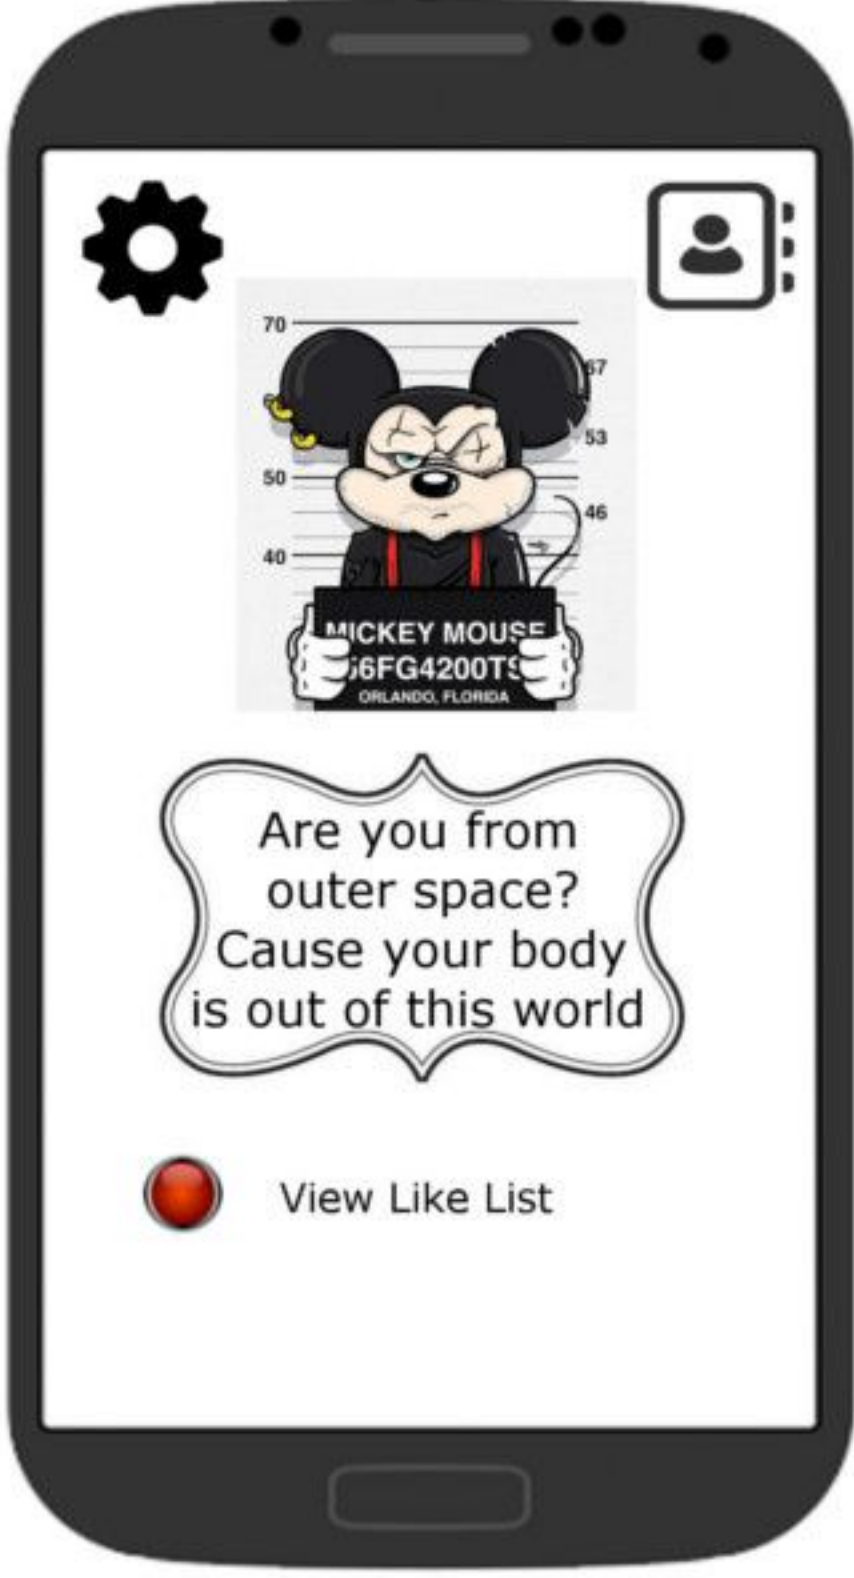 70
67
53
50
46
40
MICKEY MOUSE
56FG4200TS
ORLANDO, FLORIDA
Are you from
outer space?
Cause your body
is out of this world
View Like List